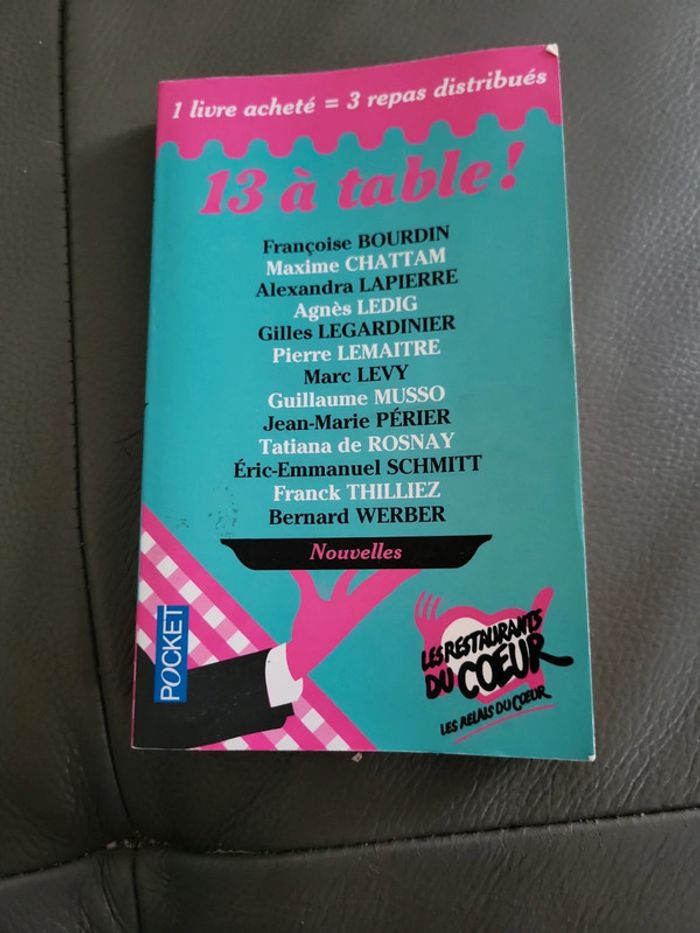 1 livre acheté = 3 repas distribués
13 à table !
Françoise BOURDIN
Maxime CHATTAM
Alexandra LAPIERRE
Agnès LEDIG
Gilles LEGARDINIER
Pierre LEMAITRE
Marc LEVY
Guillaume MUSSO
Jean-Marie PÉRIER
Tatiana de ROSNAY
Éric-Emmanuel SCHMITT
Franck THILLIEZ
Bernard WERBER
Nouvelles
POCKET
LES RESTAURANTS
DU COEUR
LES RELAIS DU COEUR